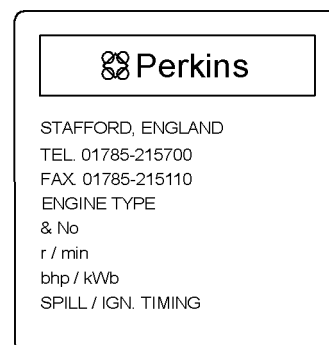 Perkins
STAFFORD, ENGLAND
TEL. 01785-215700
FAX. 01785-215110
ENGINE TYPE
& No
r / min
bhp / kWb
SPILL / IGN. TIMING